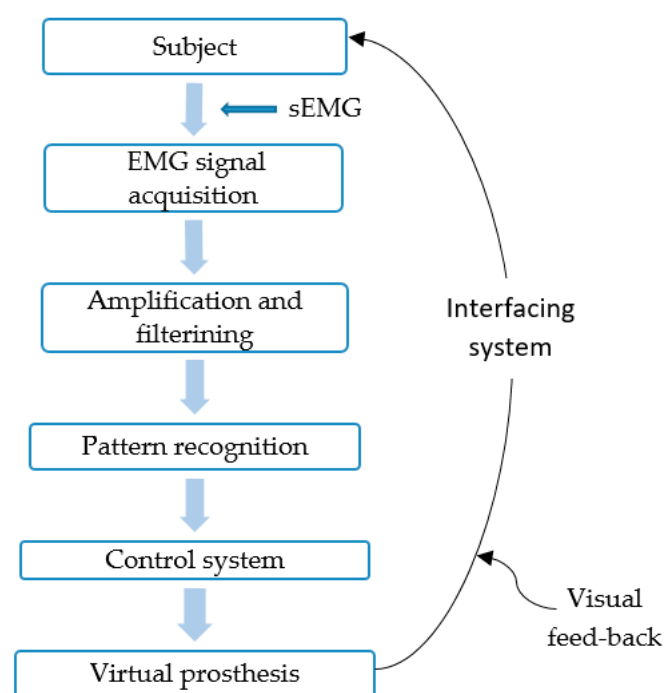 Subject
sEMG
EMG signal
acquisition
Amplification and
filterining
Interfacing
system
Pattern recognition
Control system
Visual
feed-back
Virtual prosthesis